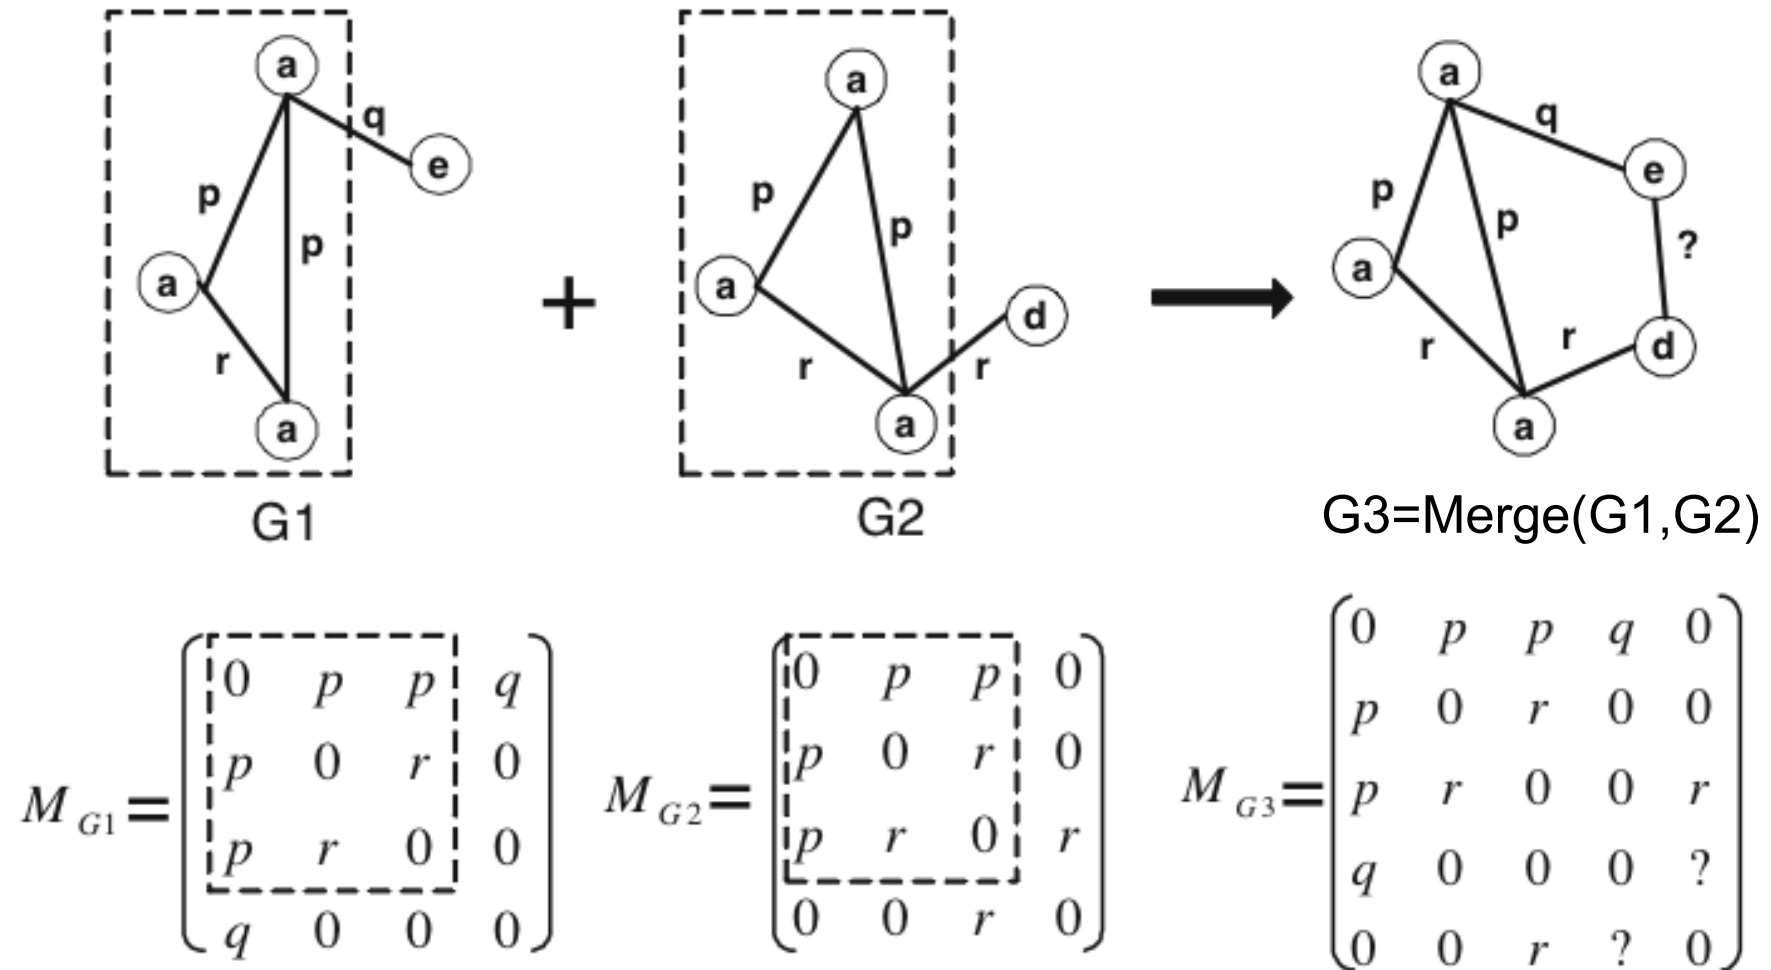 a
q
e
p
p
a
r
a
G1
+
a
p
p
a
d
r
r
a
G2
a
q
e
p
p
?
a
r
r
d
a
G3=Merge(G1,G2)
M G1 =
0 p p q
p 0 r 0
p r 0 0
q 0 0 0
M G2 =
0 p p 0
p 0 r 0
p r 0 r
0 0 r 0
M G3 =
0 p p q 0
p 0 r 0 0
p r 0 0 r
q 0 0 0 ?
0 0 r ? 0